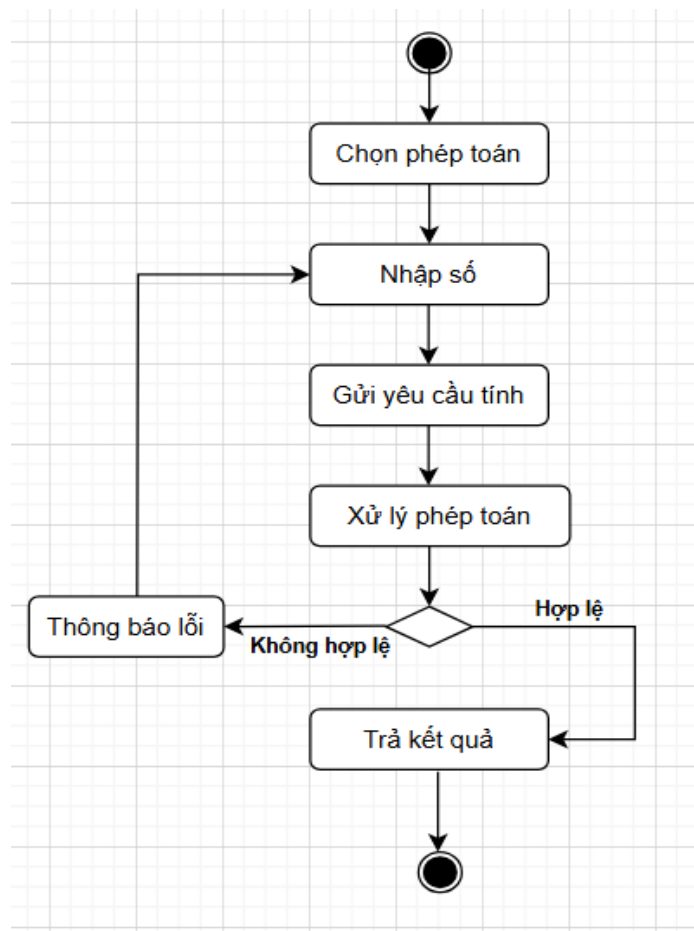 Chọn phép toán
Nhập số
Gửi yêu cầu tính
Xử lý phép toán
Hợp lệ
Thông báo lỗi
Không hợp lệ
Trả kết quả